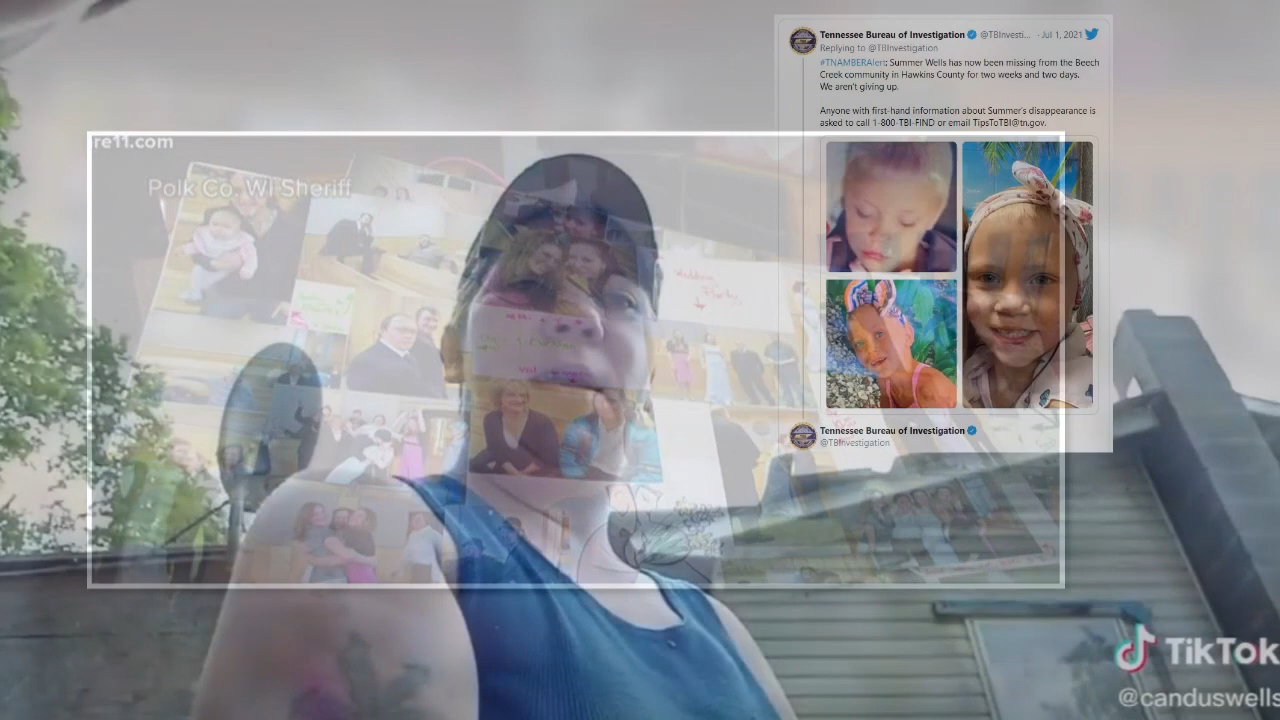 Tennessee Bureau of Investigation @TBInvesti... · Jul 1, 2021
Replying to @TBInvestigation
#TNAMBERAlert: Summer Wells has now been missing from the Beech
Creek community in Hawkins County for two weeks and two days.
We aren't giving up.
Anyone with first-hand information about Summer's disappearance is
asked to call 1-800-TBI-FIND or email TipsToTBI@tn.gov.
Tennessee Bureau of Investigation
@TBInvestigation
re11.com
Polk Co. WI Sheriff
TikTok
@canduswells